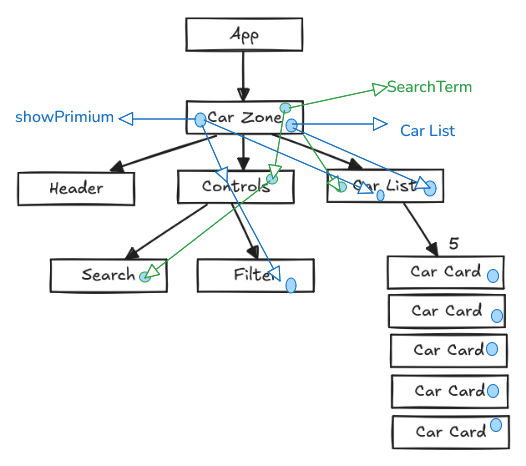 App
SearchTerm
showPrimium
Car Zone
Car List
Header
Controls
Car List
5
Search
Filter
Car Card
Car Card
Car Card
Car Card
Car Card